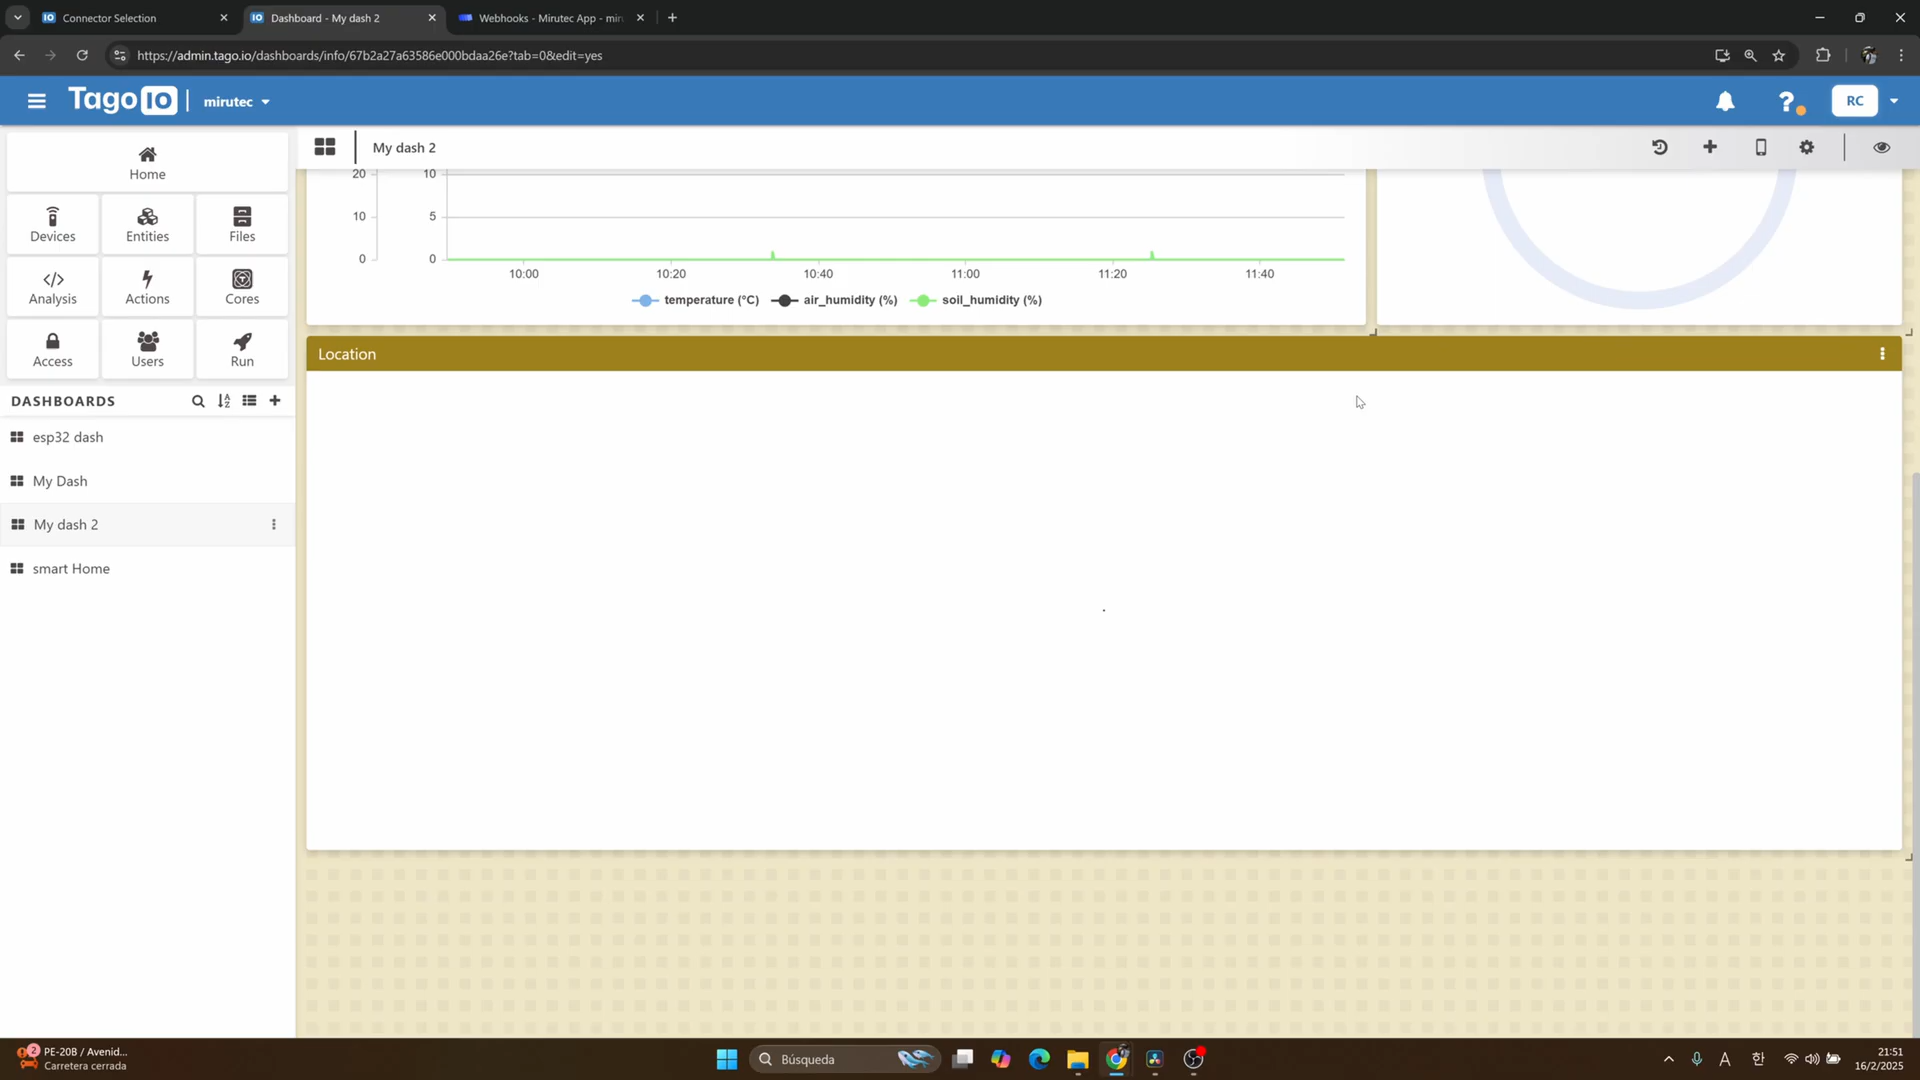 Connector Selection
Dashboard - My dash 2
Webhooks - Mirutec App - mir
https://admin.tago.io/dashboards/info/67b2a27a63586e000bdaa26e?tab=0&edit=yes
Tago IO
mirutec
?
RC
Home
Devices
Entities
Files
Analysis
Actions
Cores
Access
Users
Run
DASHBOARDS
esp32 dash
My Dash
My dash 2
smart Home
My dash 2
20
10
10
5
0
0
10:00
10:20
10:40
11:00
11:20
11:40
temperature (°C)
air_humidity (%)
soil_humidity (%)
Location
2
PE-20B / Avenid...
Carretera cerrada
Búsqueda
A
한
21:51
16/2/2025